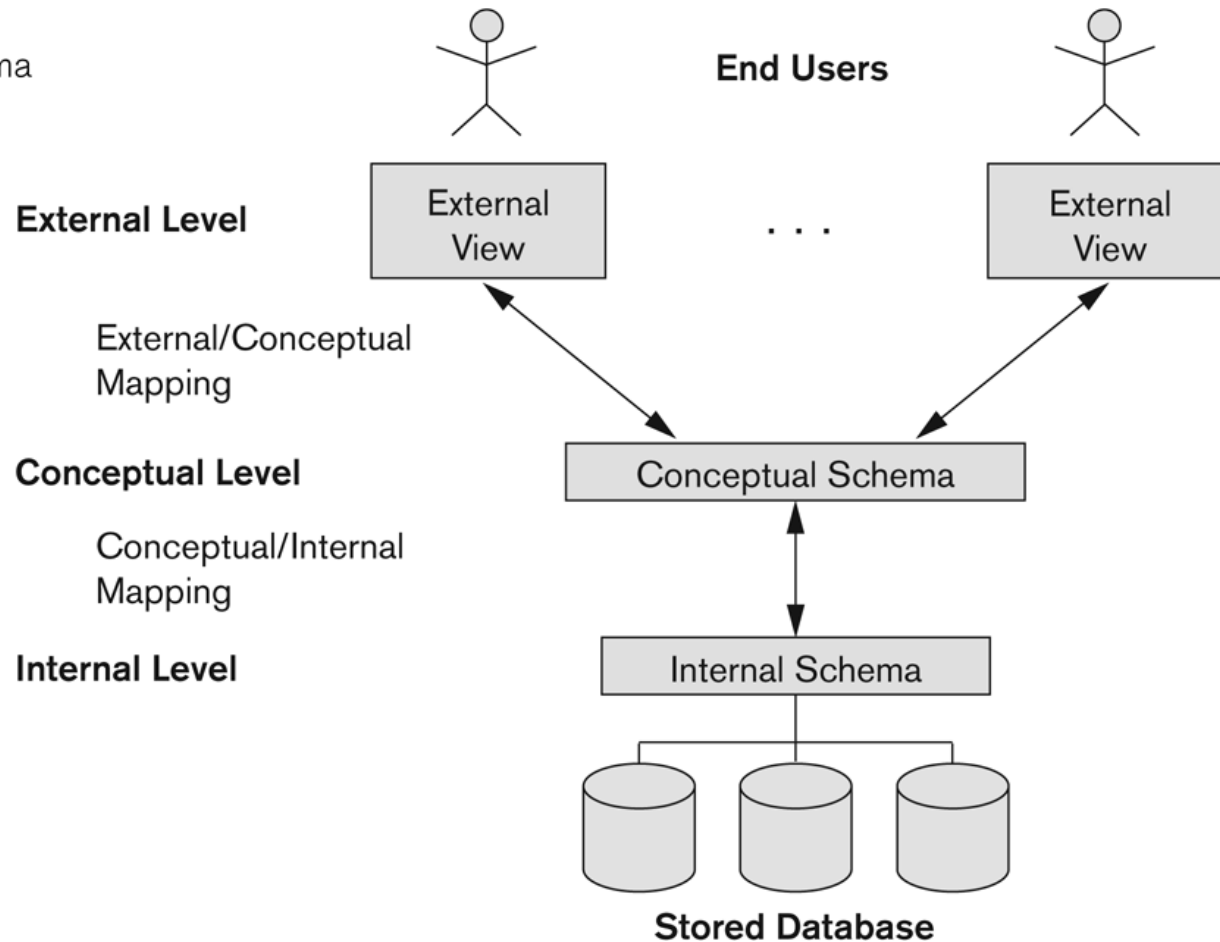 End Users
External
View
. . .
External
View
External Level
External/Conceptual
Mapping
Conceptual Level
Conceptual Schema
Conceptual/Internal
Mapping
Internal Level
Internal Schema
Stored Database